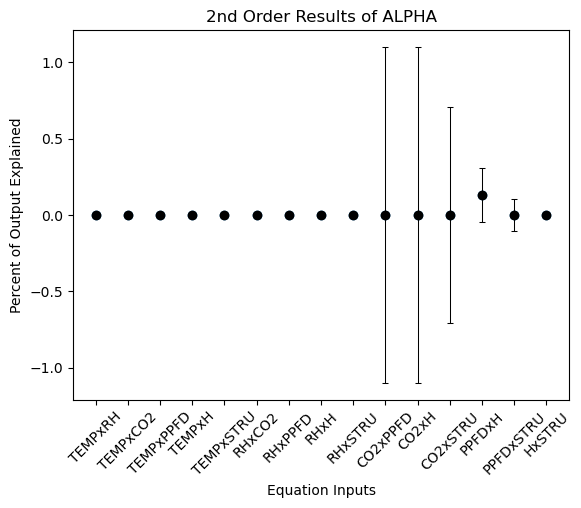 2nd Order Results of ALPHA
Percent of Output Explained
1.0
0.5
0.0
−0.5
−1.0
TEMPxRH
TEMPxCO2
TEMPxPPFD
TEMPxH
TEMPxSTRU
RHxCO2
RHxPPFD
RHxH
RHxSTRU
CO2xPPFD
CO2xH
CO2xSTRU
PPFDxH
PPFDxSTRU
HxSTRU
Equation Inputs